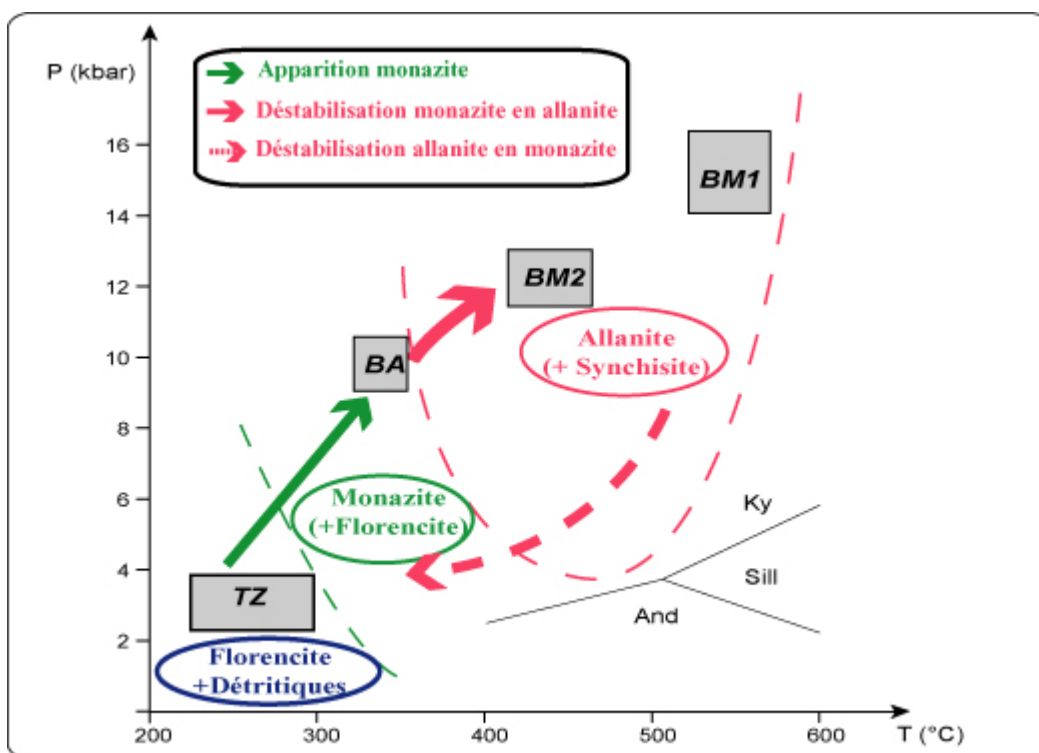 P (kbar)
Apparition monazite
Déstabilisation monazite en allanite
Déstabilisation allanite en monazite
16
14
12
10
8
6
4
2
BM1
BM2
BA
Allanite
(+ Synchisite)
Monazite
(+Florencite)
Ky
Sill
And
TZ
Florencite
+Détritiques
200
300
400
500
600
T (°C)